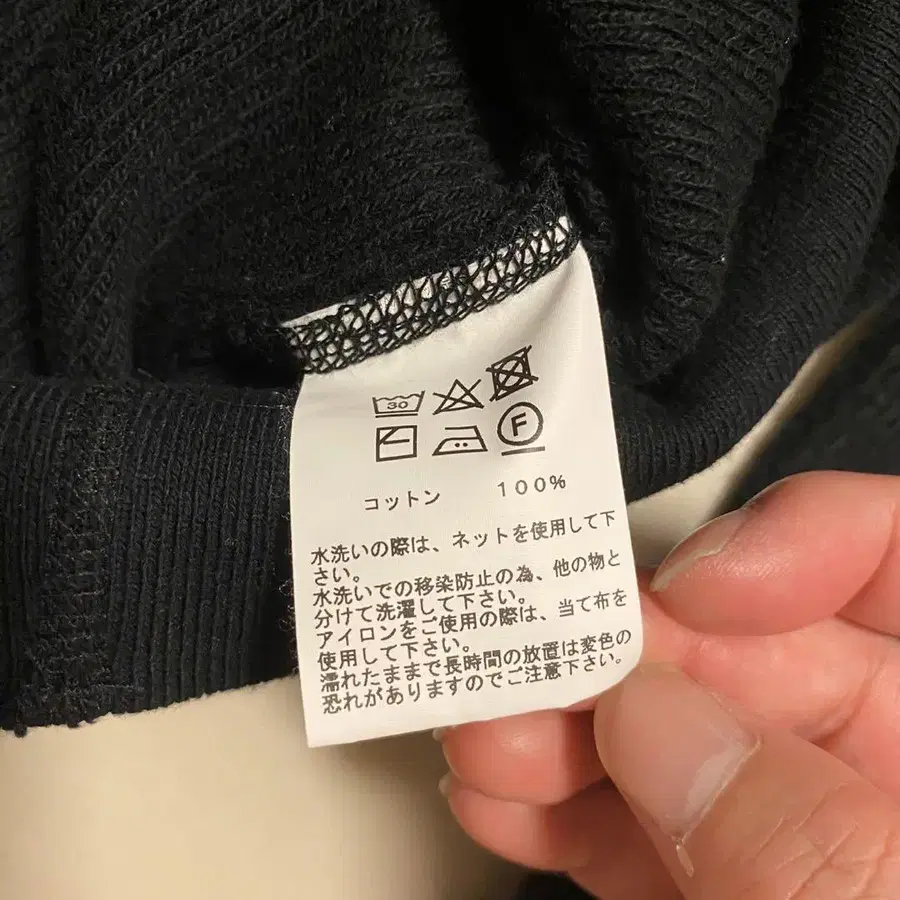 30
F
コットン 100%
水洗いの際は、ネットを使用して下
さい。
水洗いでの移染防止の為、他の物と
分けて洗濯して下さい。
アイロンをご使用の際は、当て布を
使用して下さい。
濡れたままで長時間の放置は変色の
恐れがありますのでご注意下さい。